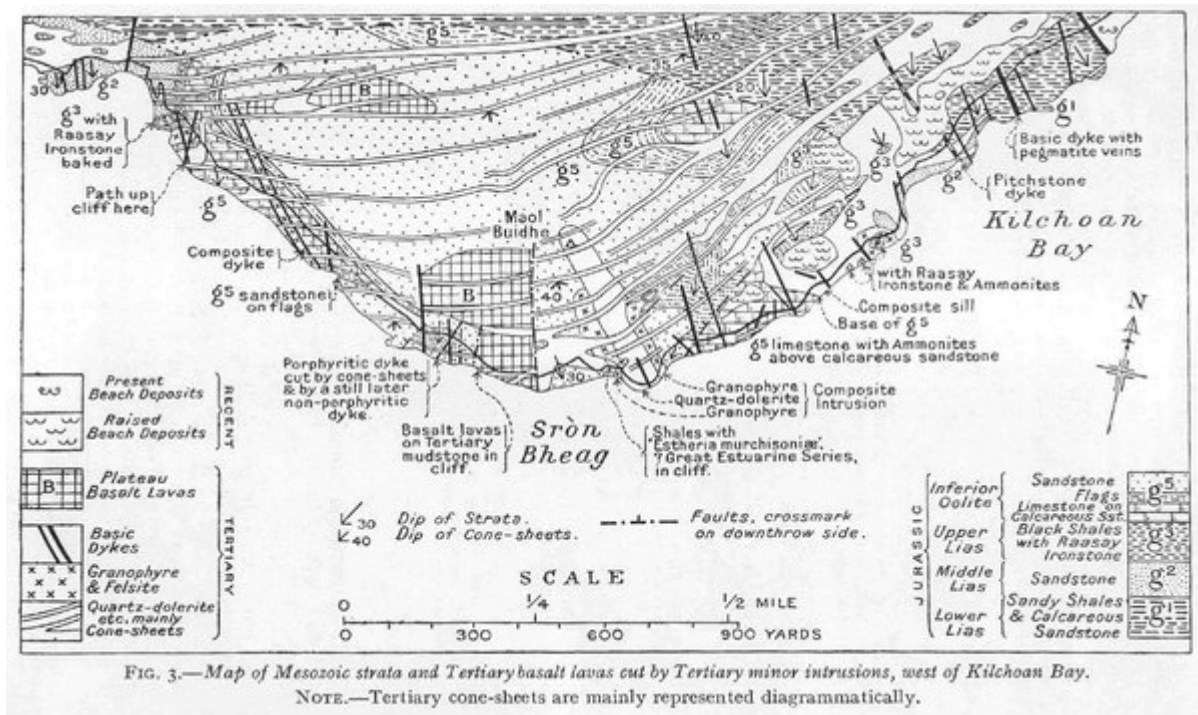 g5
40
35
20
30
g2
B
g3 with
Raasay
Ironstone
baked
g5
g5
g3
g1
Basic dyke with
pegmatite veins
Path up
cliff here
g5
g5
Maol
Buidhe
g3
g2
Pitchstone
dyke
Kilchoan
Bay
Composite
dyke
g3
with Raasay
Ironstone & Ammonites
g5 sandstone
on flags
B
40
Composite sill
Base of g5
N
g5 limestone with Ammonites
above calcareous sandstone
Porphyritic dyke
cut by cone-sheets
& by a still later
non-porphyritic
dyke.
30
Granophyre
Quartz-dolerite
Granophyre
Composite
Intrusion
Basalt lavas
on Tertiary
mudstone in
cliff.
Sròn
Bheag
Shales with
Estheria murchisoniæ,
? Great Estuarine Series,
in cliff.
Present
Beach Deposits
Raised
Beach Deposits
RECENT
B
Plateau
Basalt Lavas
Basic
Dykes
Granophyre
& Felsite
Quartz-dolerite
etc. mainly
Cone-sheets
TERTIARY
30 Dip of Strata.
40 Dip of Cone-sheets.
Faults, crossmark
on downthrow side.
SCALE
0 1/4 1/2 MILE
0 300 600 900 YARDS
JURASSIC
Inferior
Oolite
Sandstone
Flags
Limestone on
Calcareous Sst.
g5
Upper
Lias
Black Shales
with Raasay
Ironstone
g3
Middle
Lias
Sandstone
g2
Lower
Lias
Sandy Shales
& Calcareous
Sandstone
g1
FIG. 3.—Map of Mesozoic strata and Tertiary basalt lavas cut by Tertiary minor intrusions, west of Kilchoan Bay.
NOTE.—Tertiary cone-sheets are mainly represented diagrammatically.